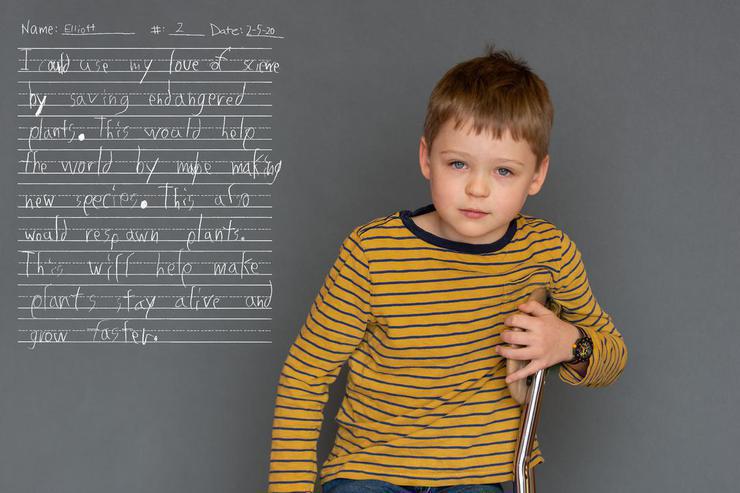 Name: Elliott #: 2 Date: 2-5-20
I could use my love of science
by saving endangered
plants. This would help
the world by making
new species. This also
would respawn plants.
This will help make
plants stay alive and
grow faster.